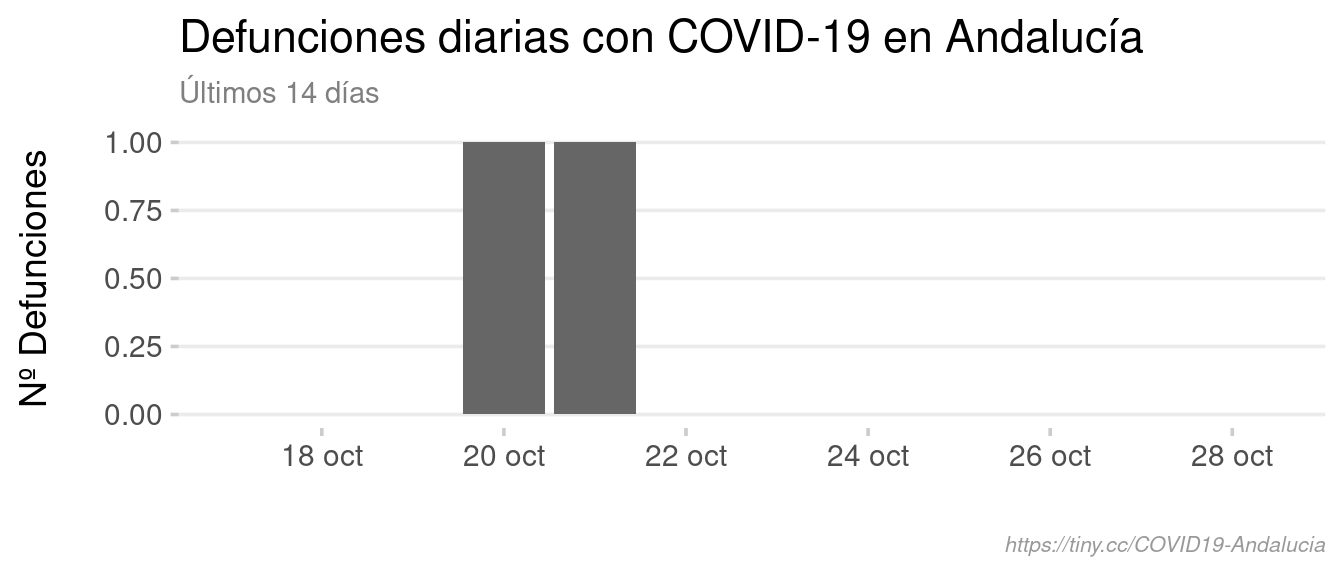 Defunciones diarias con COVID-19 en Andalucía
Últimos 14 días
Nº Defunciones
1.00
0.75
0.50
0.25
0.00
18 oct 20 oct 22 oct 24 oct 26 oct 28 oct
https://tiny.cc/COVID19-Andalucia